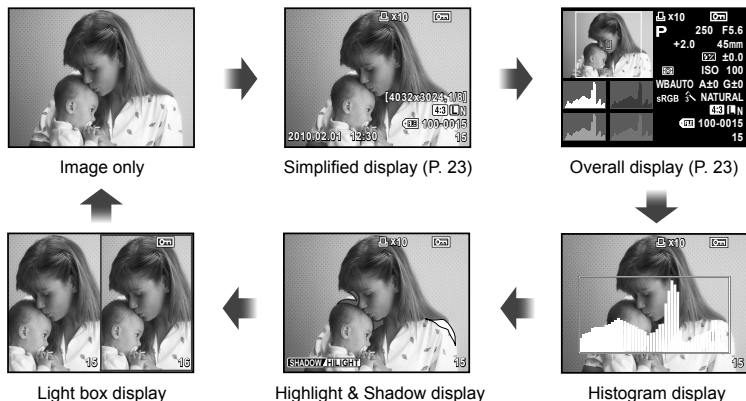 x10
[4032x3024,1/8]
4:3 L N
100-0015
2010.02.01 12:30
15
Image only
Simplified display (P. 23)
x10
P 250 F5.6
+2.0 45mm
±0.0
ISO 100
WBAUTO A±0 G±0
sRGB NATURAL
4:3 L N
100-0015
15
Overall display (P. 23)
15
16
Light box display
x10
SHADOW HILIGHT
15
Highlight & Shadow display
x10
15
Histogram display